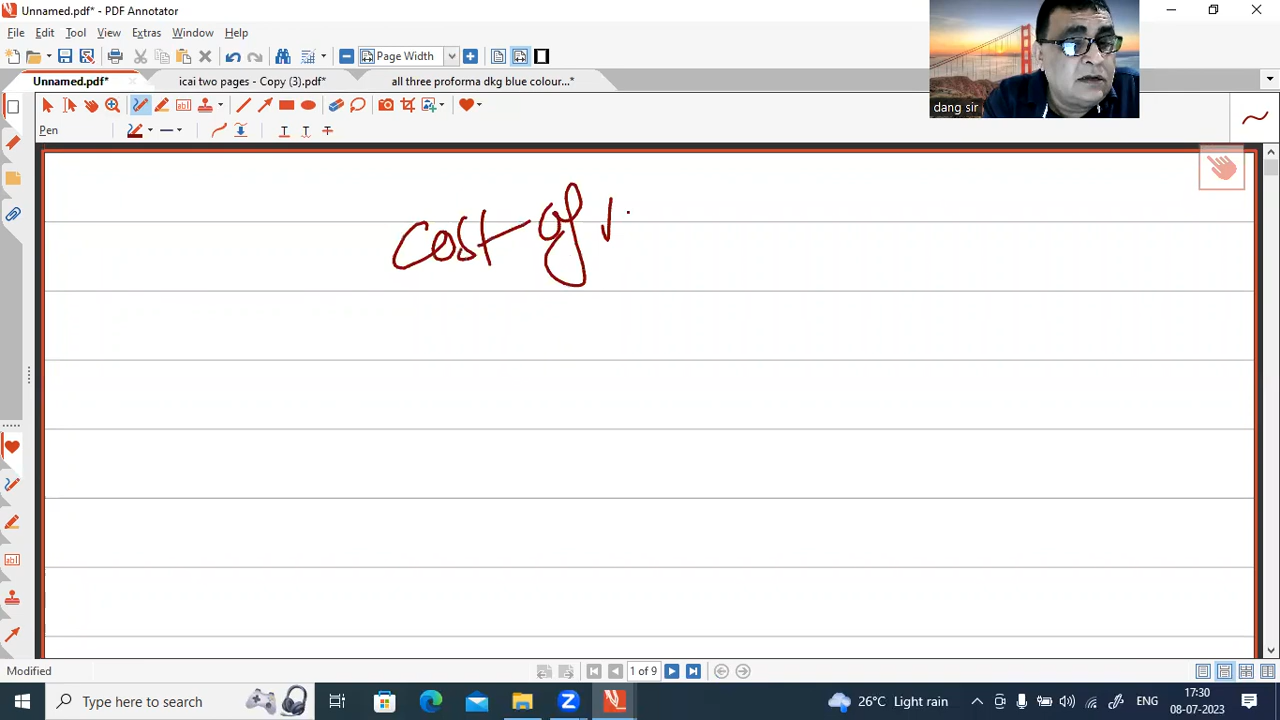 Unnamed.pdf* - PDF Annotator
File Edit Tool View Extras Window Help
Page Width
Unnamed.pdf* icai two pages - Copy (3).pdf* all three proforma dkg blue colour...*
dang sir
Pen
cost of
Modified
1 of 9
Type here to search
26°C Light rain
ENG
17:30
08-07-2023